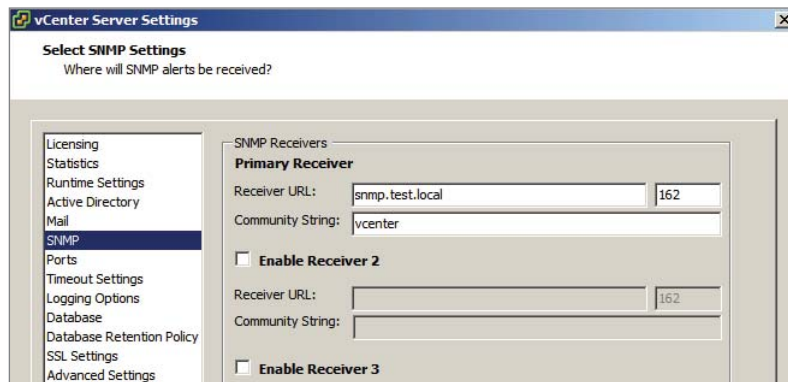 vCenter Server Settings
Select SNMP Settings
Where will SNMP alerts be received?
Licensing
Statistics
Runtime Settings
Active Directory
Mail
SNMP
Ports
Timeout Settings
Logging Options
Database
Database Retention Policy
SSL Settings
Advanced Settings
SNMP Receivers
Primary Receiver
Receiver URL: snmp.test.local 162
Community String: vcenter
Enable Receiver 2
Receiver URL: 162
Community String:
Enable Receiver 3